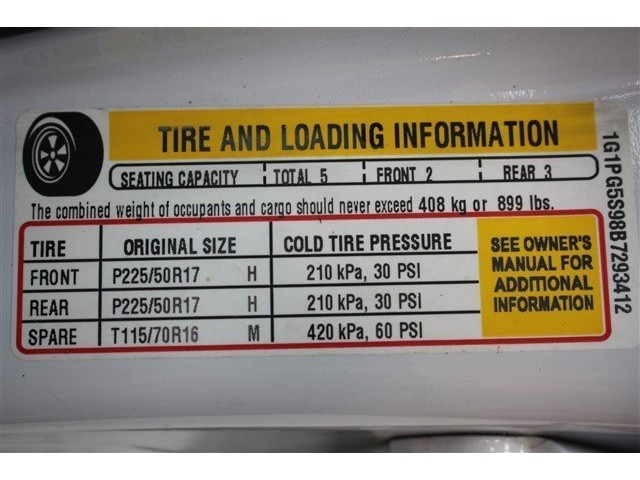 TIRE AND LOADING INFORMATION
SEATING CAPACITY TOTAL 5 FRONT 2 REAR 3
The combined weight of occupants and cargo should never exceed 408 kg or 899 lbs.
TIRE ORIGINAL SIZE COLD TIRE PRESSURE
FRONT P225/50R17 H 210 kPa, 30 PSI
REAR P225/50R17 H 210 kPa, 30 PSI
SPARE T115/70R16 M 420 kPa, 60 PSI
SEE OWNER'S
MANUAL FOR
ADDITIONAL
INFORMATION
1G1PG5S98B7293412